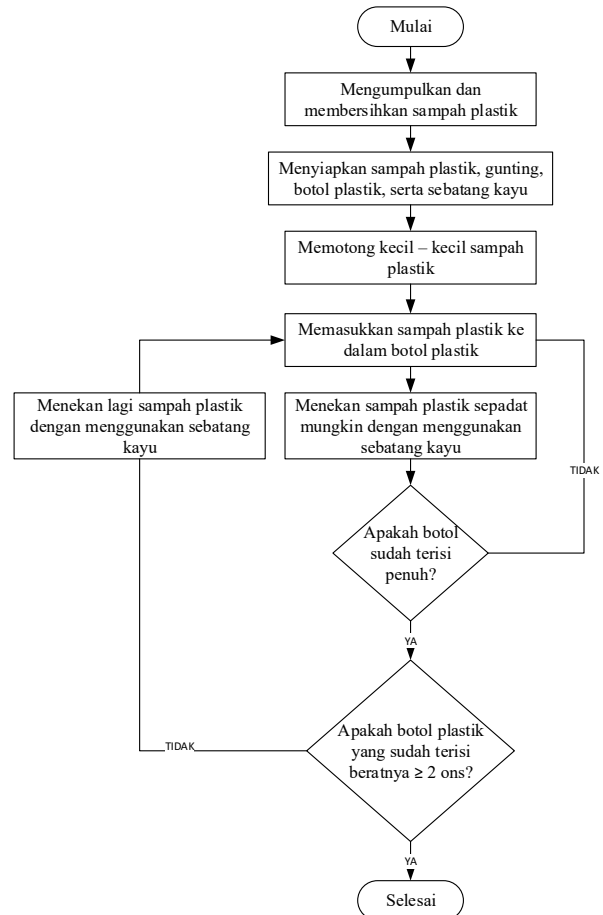 Mulai
Mengumpulkan dan
membersihkan sampah plastik
Menyiapkan sampah plastik, gunting,
botol plastik, serta sebatang kayu
Memotong kecil – kecil sampah
plastik
Memasukkan sampah plastik ke
dalam botol plastik
Menekan lagi sampah plastik
dengan menggunakan sebatang
kayu
Menekan sampah plastik sepadat
mungkin dengan menggunakan
sebatang kayu
TIDAK
Apakah botol
sudah terisi
penuh?
YA
TIDAK
Apakah botol plastik
yang sudah terisi
beratnya ≥ 2 ons?
YA
Selesai